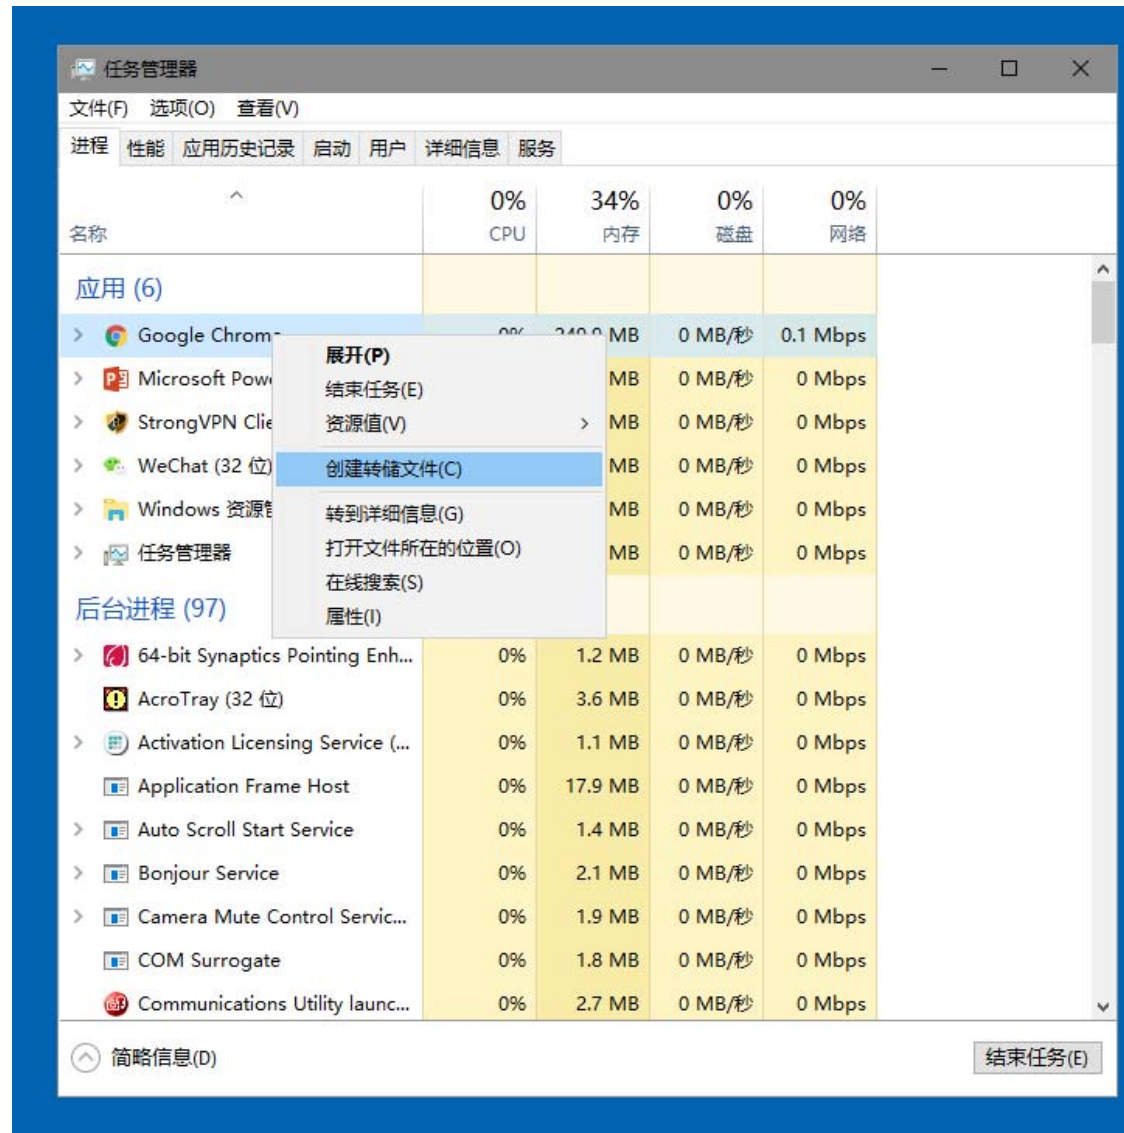 任务管理器
文件(F) 选项(O) 查看(V)
进程 性能 应用历史记录 启动 用户 详细信息 服务
0% 34% 0% 0%
名称 CPU 内存 磁盘 网络
应用 (6)
Google Chrom 0% MB 0 MB/秒 0.1 Mbps
展开(P)
Microsoft Pow MB 0 MB/秒 0 Mbps
结束任务(E)
StrongVPN Clie 资源值(V) MB 0 MB/秒 0 Mbps
WeChat (32 位) 创建转储文件(C) MB 0 MB/秒 0 Mbps
Windows 资源 转到详细信息(G) MB 0 MB/秒 0 Mbps
任务管理器 打开文件所在的位置(O) MB 0 MB/秒 0 Mbps
在线搜索(S)
后台进程 (97) 属性(I)
64-bit Synaptics Pointing Enh... 0% 1.2 MB 0 MB/秒 0 Mbps
AcroTray (32 位) 0% 3.6 MB 0 MB/秒 0 Mbps
Activation Licensing Service (... 0% 1.1 MB 0 MB/秒 0 Mbps
Application Frame Host 0% 17.9 MB 0 MB/秒 0 Mbps
Auto Scroll Start Service 0% 1.4 MB 0 MB/秒 0 Mbps
Bonjour Service 0% 2.1 MB 0 MB/秒 0 Mbps
Camera Mute Control Servic... 0% 1.9 MB 0 MB/秒 0 Mbps
COM Surrogate 0% 1.8 MB 0 MB/秒 0 Mbps
Communications Utility launc... 0% 2.7 MB 0 MB/秒 0 Mbps
简略信息(D) 结束任务(E)